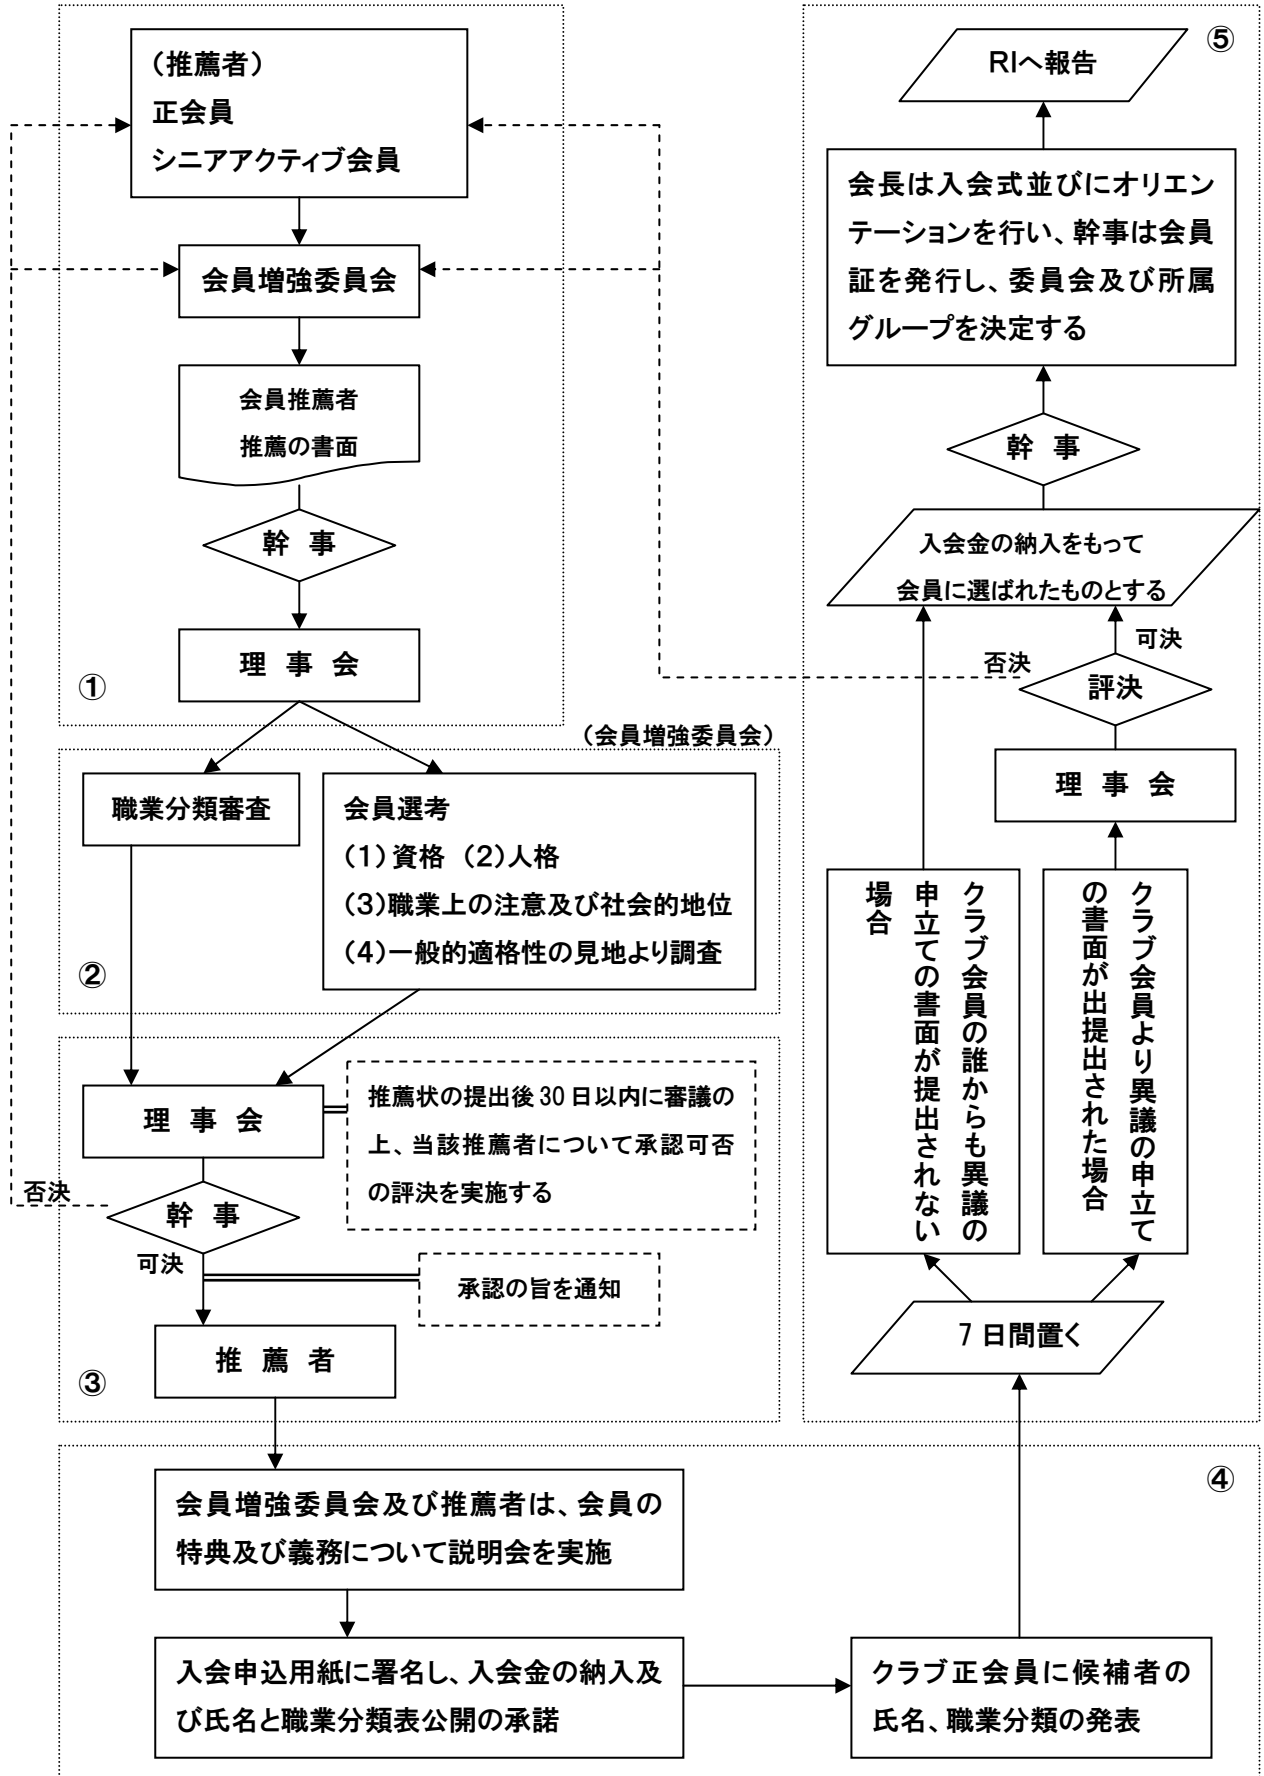 (推薦者)
正会員
シニアアクティブ会員
会員増強委員会
会員推薦者
推薦の書面
幹 事
理 事 会
①
(会員増強委員会)
職業分類審査
会員選考
(1)資格 (2)人格
(3)職業上の注意及び社会的地位
(4)一般的適格性の見地より調査
②
理 事 会
推薦状の提出後 30 日以内に審議の
上、当該推薦者について承認可否
の評決を実施する
否決
幹 事
可決
承認の旨を通知
推 薦 者
③
会員増強委員会及び推薦者は、会員の
特典及び義務について説明会を実施
入会申込用紙に署名し、入会金の納入及
び氏名と職業分類表公開の承諾
クラブ正会員に候補者の
氏名、職業分類の発表
④
7 日間置く
クラブ会員の誰からも異議の
申立ての書面が提出されない
場合
クラブ会員より異議の申立て
の書面が出提出された場合
理 事 会
評決
否決
可決
入会金の納入をもって
会員に選ばれたものとする
幹 事
会長は入会式並びにオリエン
テーションを行い、幹事は会員
証を発行し、委員会及び所属
グループを決定する
RIへ報告
⑤